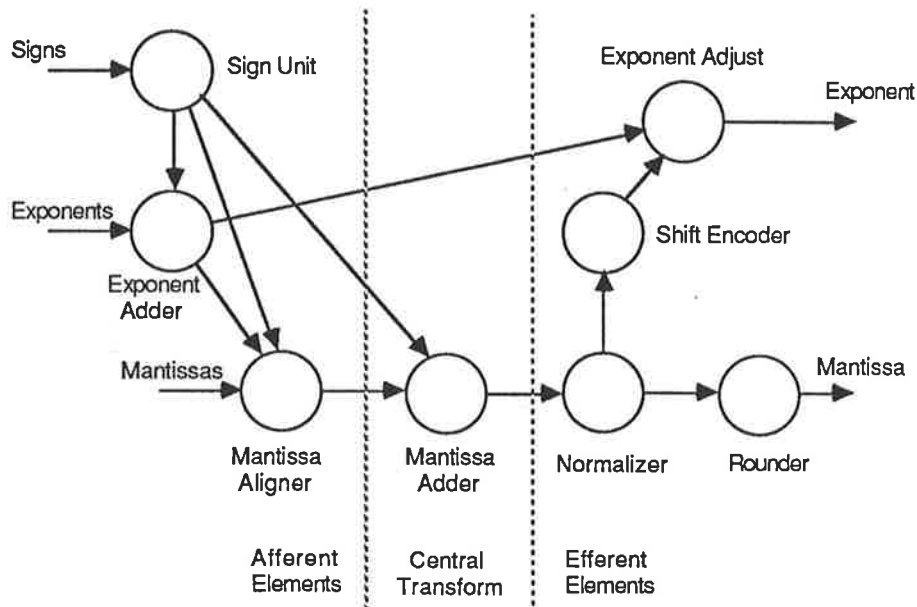 Signs
Sign Unit
Exponent Adjust
Exponent
Exponents
Shift Encoder
Exponent
Adder
Mantissas
Mantissa
Mantissa
Aligner
Mantissa
Adder
Normalizer
Rounder
Afferent
Elements
Central
Transform
Efferent
Elements